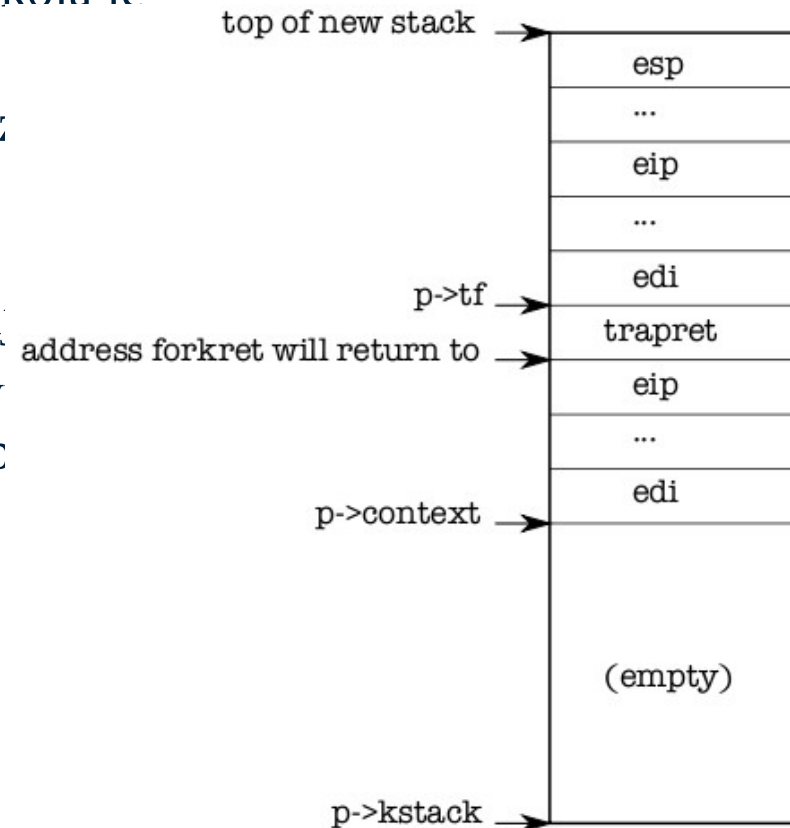 top of new stack
esp
...
eip
...
edi
p->tf
trapret
address forkret will return to
eip
...
edi
p->context
(empty)
p->kstack